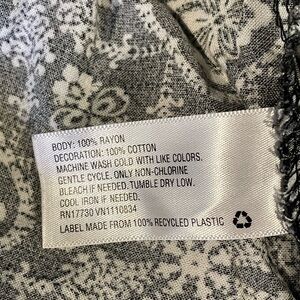 BODY: 100% RAYON
DECORATION: 100% COTTON
MACHINE WASH COLD WITH LIKE COLORS.
GENTLE CYCLE. ONLY NON-CHLORINE
BLEACH IF NEEDED. TUMBLE DRY LOW.
COOL IRON IF NEEDED.
RN17730 VN1110834
LABEL MADE FROM 100% RECYCLED PLASTIC